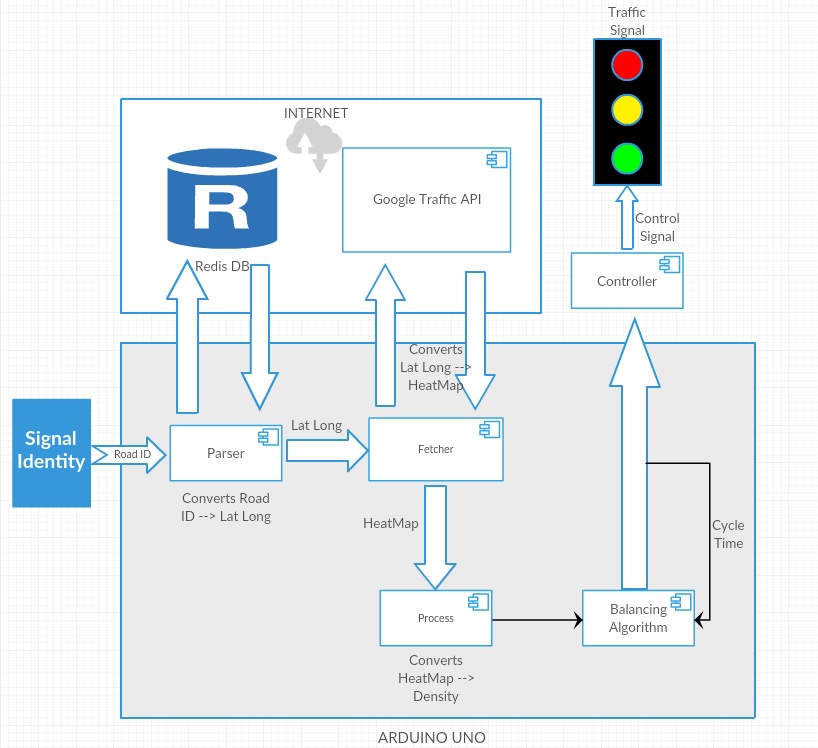 Traffic
Signal
INTERNET
R
Google Traffic API
Redis DB
Control
Signal
Controller
Converts
Lat Long -->
HeatMap
Signal
Identity
Road ID
Parser
Lat Long
Fetcher
Converts Road
ID --> Lat Long
HeatMap
Cycle
Time
Process
Balancing
Algorithm
Converts
HeatMap -->
Density
ARDUINO UNO